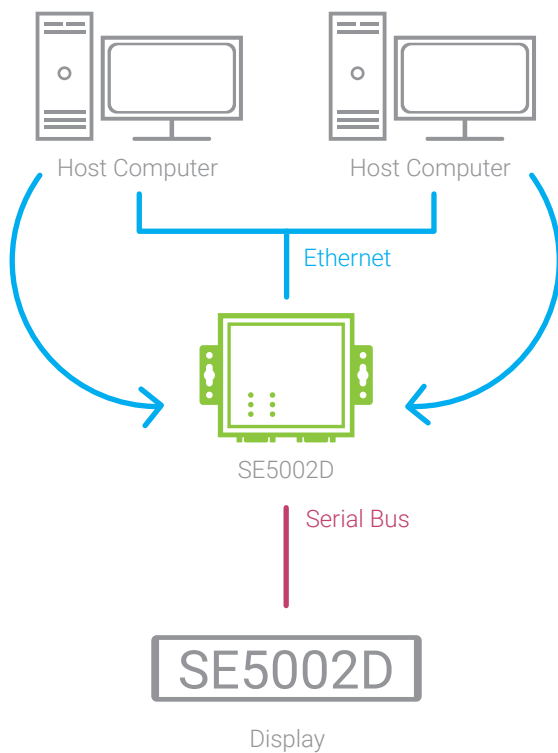 Host Computer
Host Computer
Ethernet
SE5002D
Serial Bus
SE5002D
Display